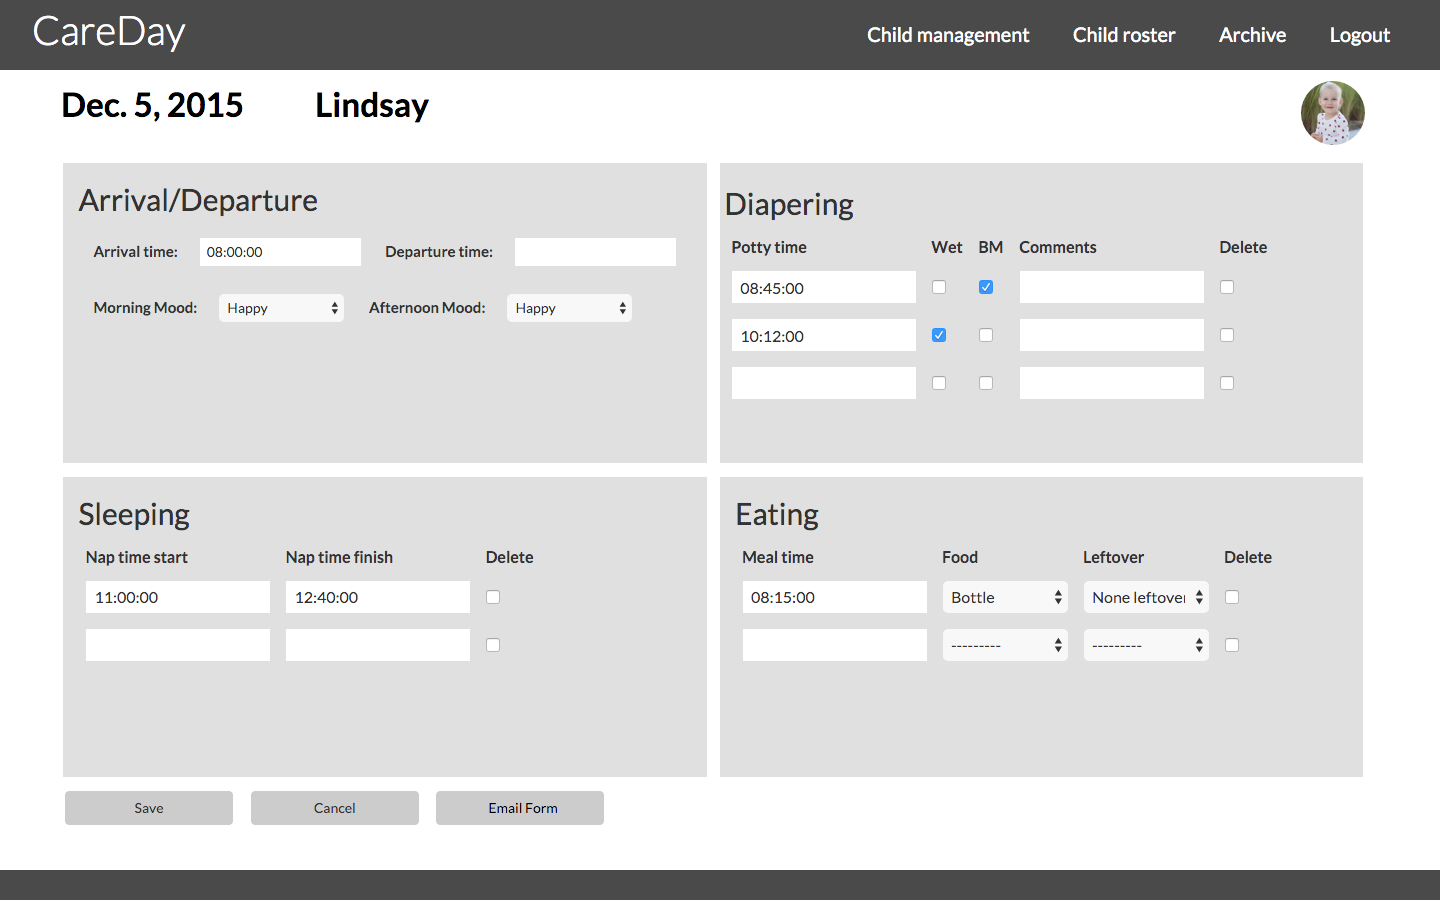 CareDay
Child management Child roster Archive Logout
Dec. 5, 2015 Lindsay
Arrival/Departure
Arrival time: 08:00:00 Departure time:
Morning Mood: Happy Afternoon Mood: Happy
Diapering
Potty time Wet BM Comments Delete
08:45:00
10:12:00
Sleeping
Nap time start Nap time finish Delete
11:00:00 12:40:00
Eating
Meal time Food Leftover Delete
08:15:00 Bottle None leftover
--------- ---------
Save Cancel Email Form